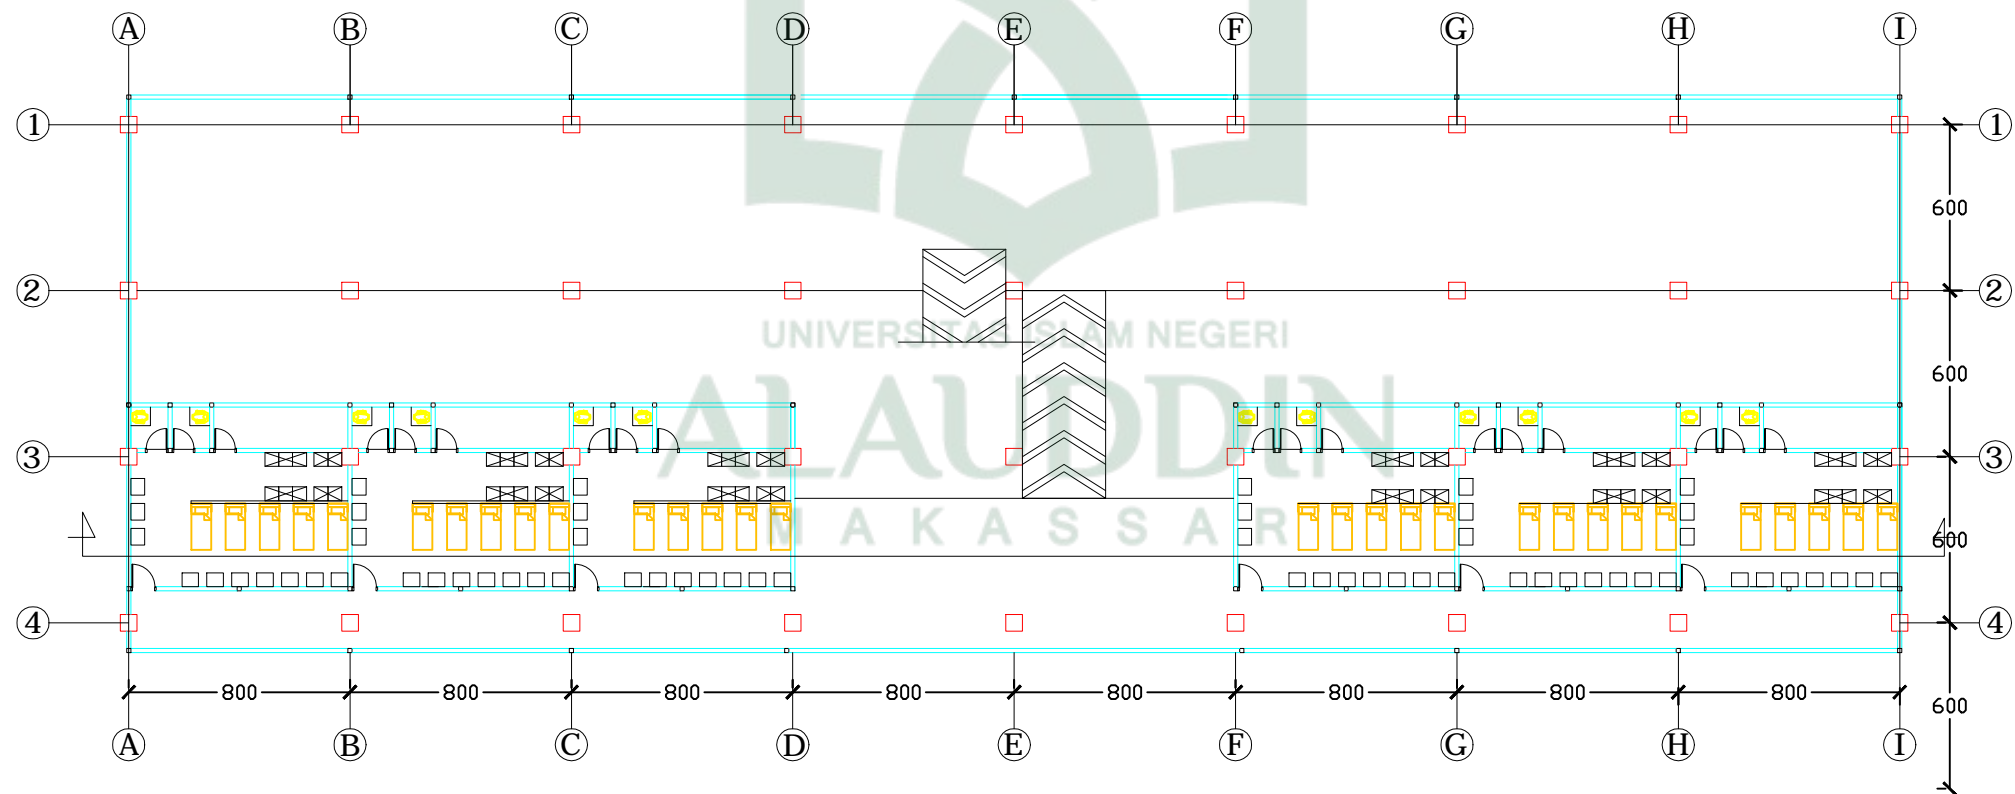 A B C D E F G H I
1 1
600
2 2
UNIVERSITAS ISLAM NEGERI
600
ALAUDDIN
3 3
MAKASSAR
600
4 4
800 800 800 800 800 800 800 800
600
A B C D E F G H I